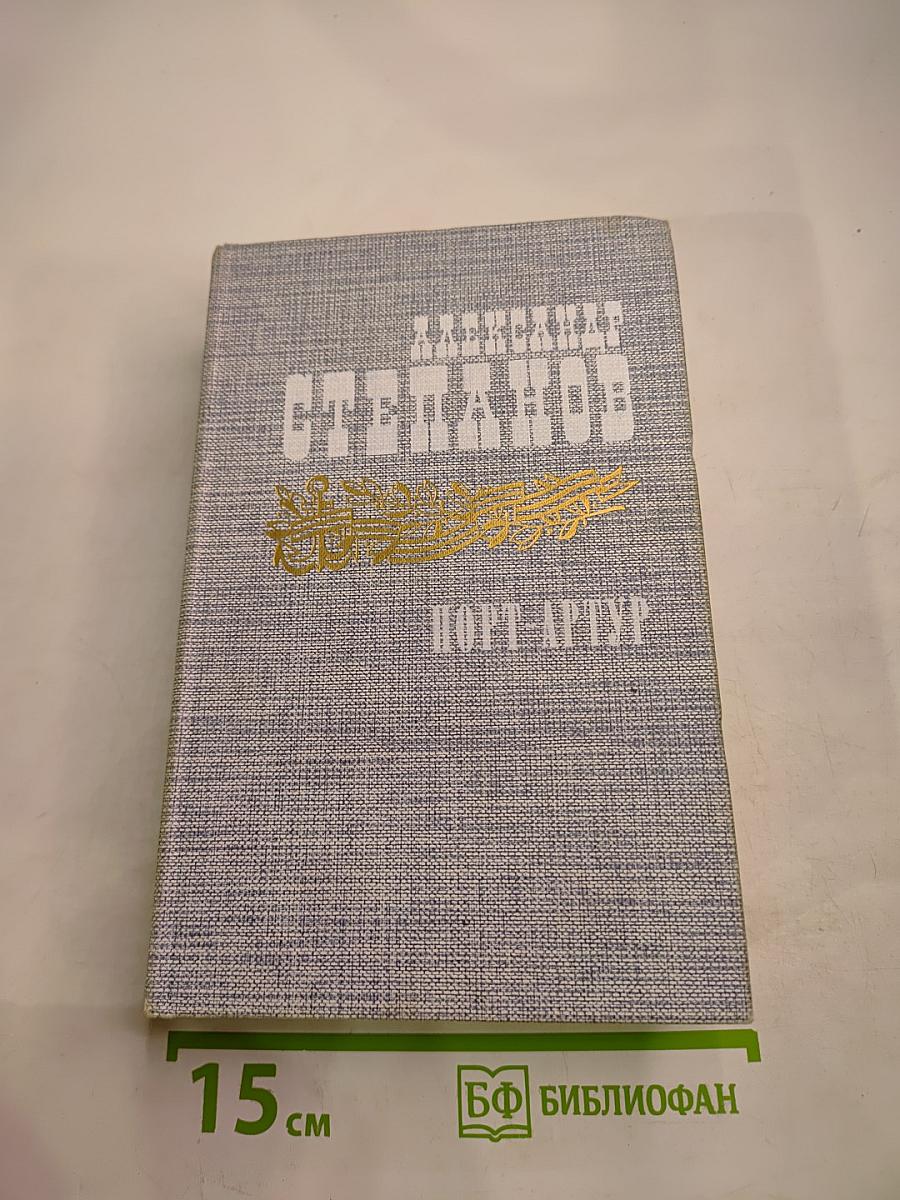 АЛЕКСАНДР
СТЕПАНОВ
ПОРТ-АРТУР
15 см
БФ БИБЛИОФАН